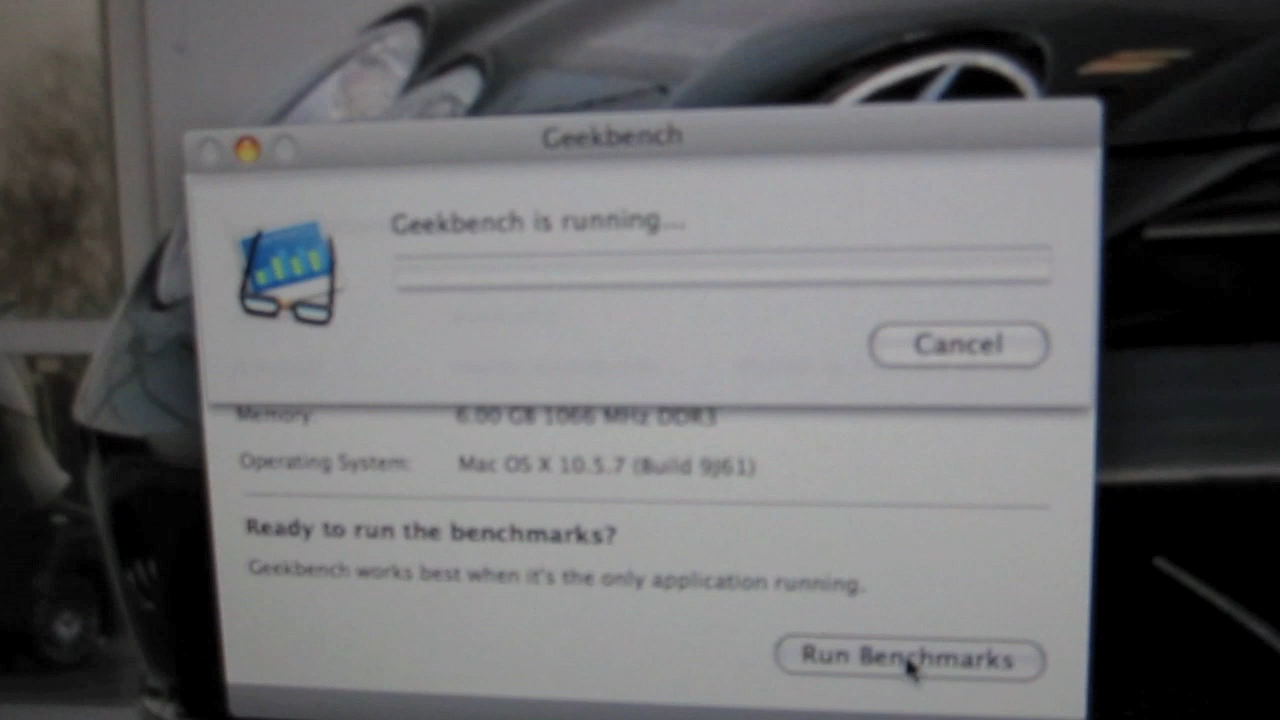 Geekbench
Geekbench is running...
Cancel
Memory: 6.00 GB 1066 MHz DDR3
Operating System: Mac OS X 10.5.7 (Build 9J61)
Ready to run the benchmarks?
Geekbench works best when it's the only application running.
Run Benchmarks